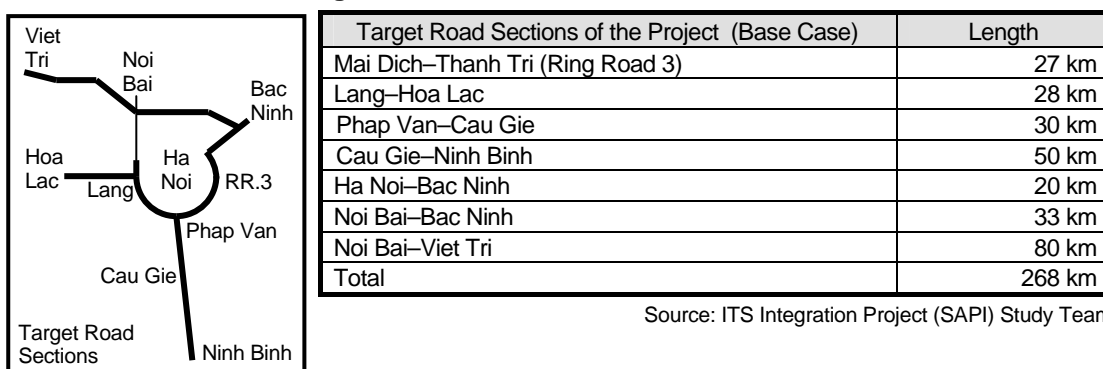 Viet
Tri
Noi
Bai
Bac
Ninh
Hoa
Lac
Lang
Ha
Noi
RR.3
Phap Van
Cau Gie
Target Road
Sections
Ninh Binh
Target Road Sections of the Project (Base Case) Length
Mai Dich–Thanh Tri (Ring Road 3) 27 km
Lang–Hoa Lac 28 km
Phap Van–Cau Gie 30 km
Cau Gie–Ninh Binh 50 km
Ha Noi–Bac Ninh 20 km
Noi Bai–Bac Ninh 33 km
Noi Bai–Viet Tri 80 km
Total 268 km
Source: ITS Integration Project (SAPI) Study Team